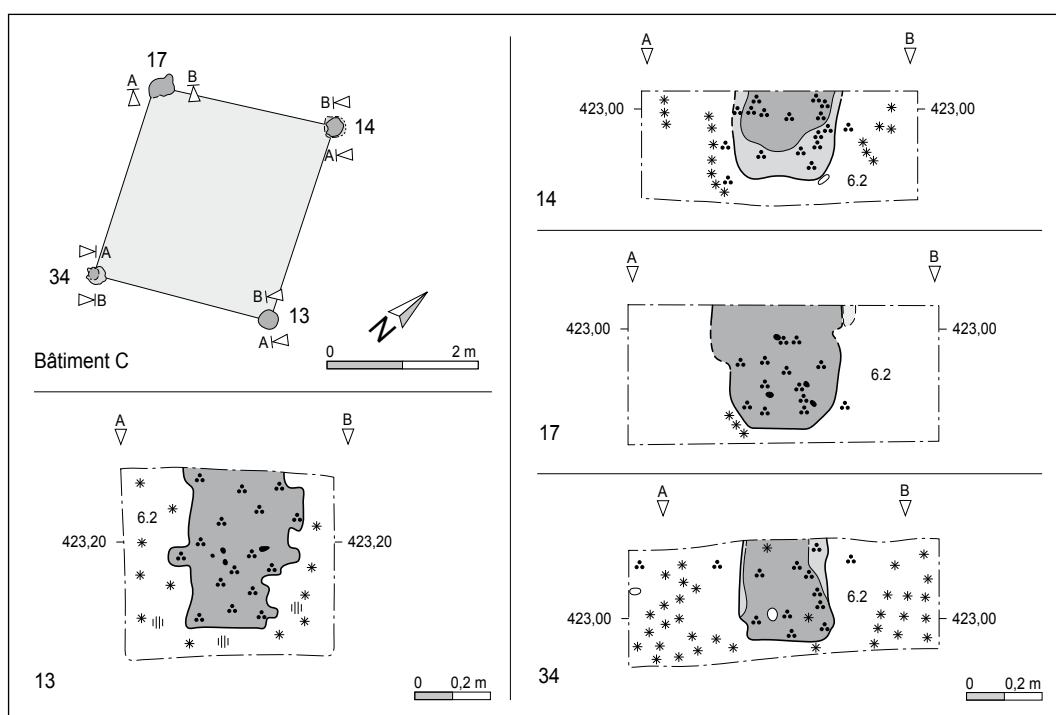 17
A
B
B
14
A
34
A
B
B
13
A
N
Bâtiment C
0 2 m
A B
6.2
423,20 423,20
13
0 0,2 m
A B
423,00 423,00
6.2
14
A B
423,00 423,00
6.2
17
A B
6.2
423,00 423,00
34
0 0,2 m